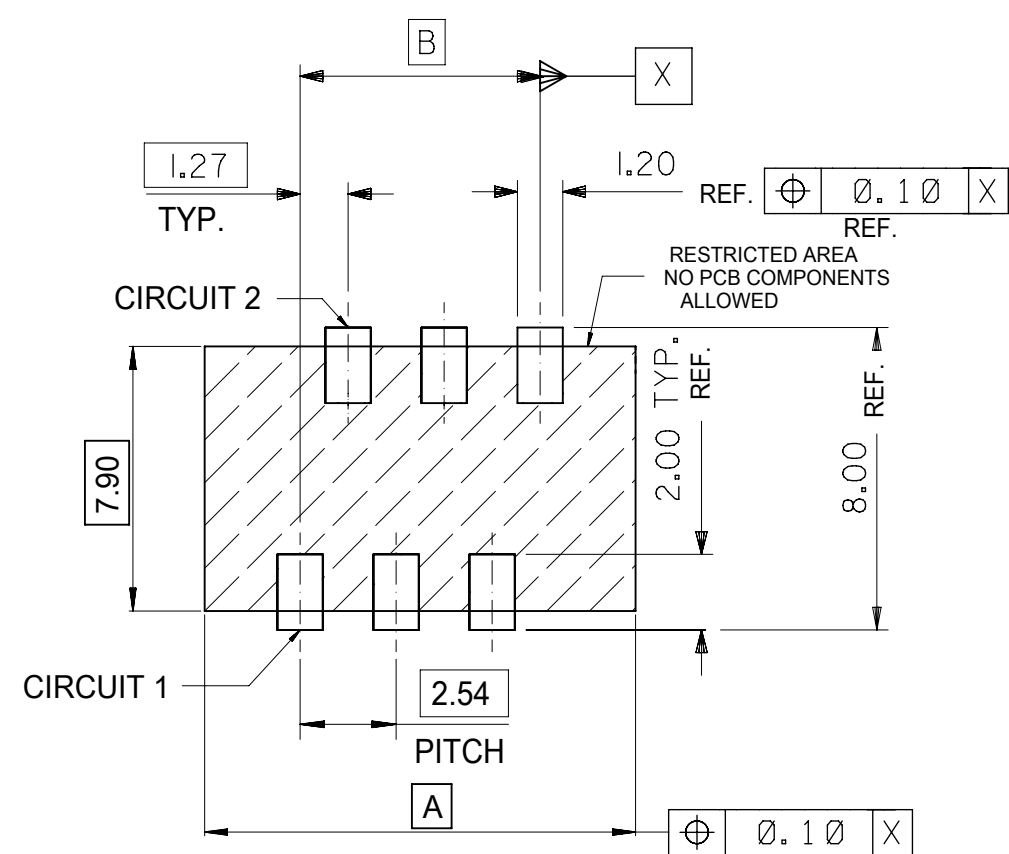 B
X
1.27
TYP.
1.20
REF.
⌖ Ø.10 X
REF.
RESTRICTED AREA
NO PCB COMPONENTS
ALLOWED
CIRCUIT 2
2.00 TYP.
REF.
REF.
8.00
7.90
CIRCUIT 1
2.54
PITCH
A
⌖ Ø.10 X